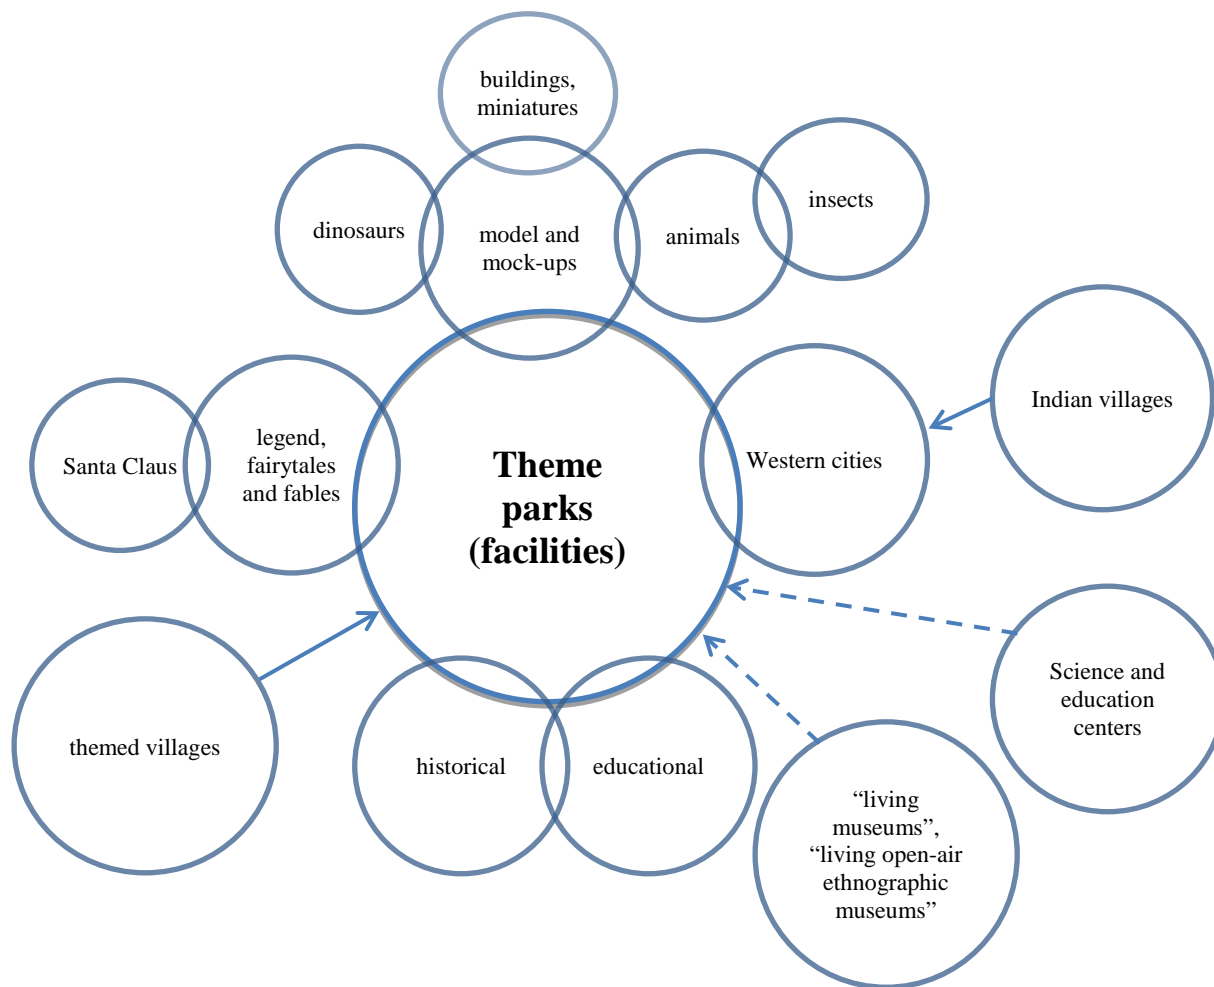 buildings,
miniatures
insects
dinosaurs
model and
mock-ups
animals
Indian villages
legend,
fairytales
and fables
Santa Claus
Theme
parks
(facilities)
Western cities
Science and
education
centers
themed villages
historical
educational
“living
museums”,
“living open-air
ethnographic
museums”